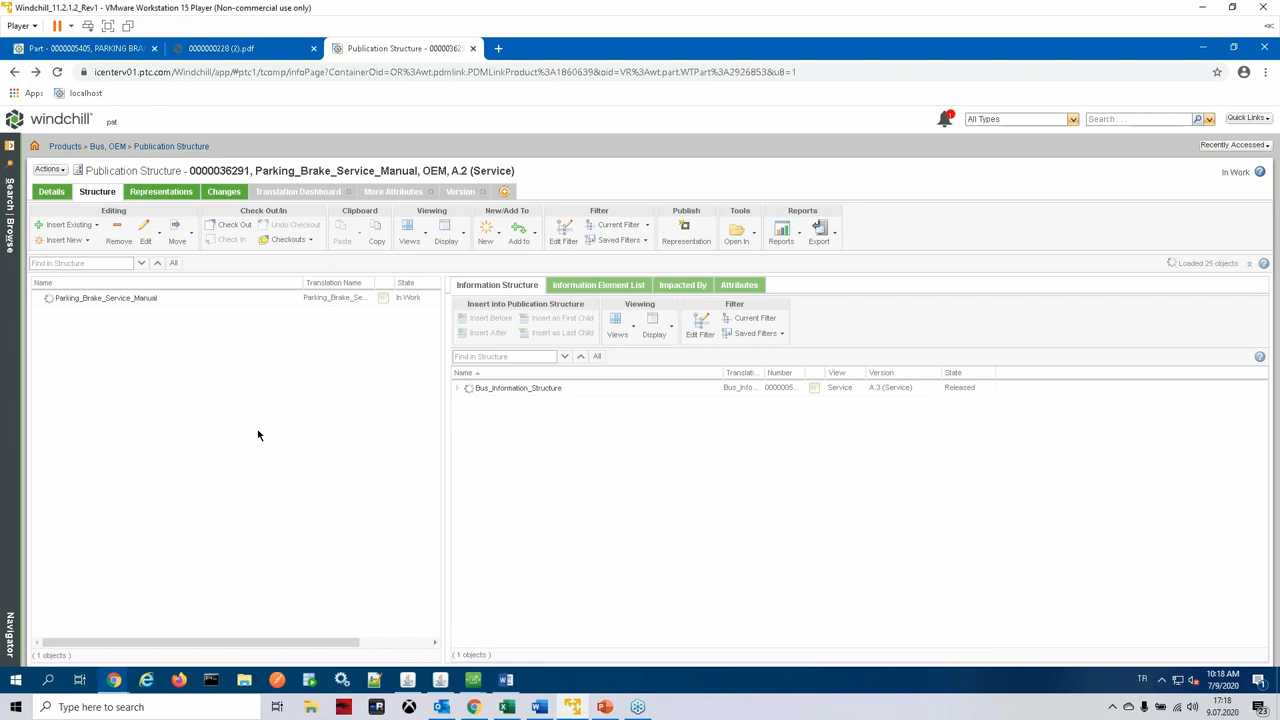 Windchill_11.2.1.2_Rev1 - VMware Workstation 15 Player (Non-commercial use only)
Player
Part - 0000005405, PARKING BRA
0000000228 (2).pdf
Publication Structure - 00000362
icenterv01.ptc.com/Windchill/app/#ptc1/tcomp/infoPage?ContainerOid=OR%3Awt.pdmlink.PDMLinkProduct%3A1860639&oid=VR%3Awt.part.WTPart%3A2926853&u8=1
Apps localhost
windchill pat
All Types Search . . . Quick Links
Products > Bus, OEM > Publication Structure Recently Accessed
Actions Publication Structure - 0000036291, Parking_Brake_Service_Manual, OEM, A.2 (Service) In Work
Details Structure Representations Changes Translation Dashboard More Attributes Version
Editing Check Out/In Clipboard Viewing New/Add To Filter Publish Tools Reports
Insert Existing Check Out Undo Checkout Current Filter
Insert New Remove Edit Move Check In Checkouts Paste Copy Views Display New Add to Edit Filter Saved Filters Representation Open In Reports Export
Find in Structure All Loaded 25 objects
Name Translation Name State
Parking_Brake_Service_Manual Parking_Brake_Se... In Work
Information Structure Information Element List Impacted By Attributes
Insert into Publication Structure Viewing Filter
Insert Before Insert as First Child Current Filter
Insert After Insert as Last Child Views Display Edit Filter Saved Filters
Find in Structure All
Name Translati... Number View Version State
Bus_Information_Structure Bus_Info... 0000005... Service A.3 (Service) Released
( 1 objects )
( 1 objects )
Search | Browse
Navigator
TR 10:18 AM
7/9/2020
1
Type here to search
17:18
9.07.2020
23